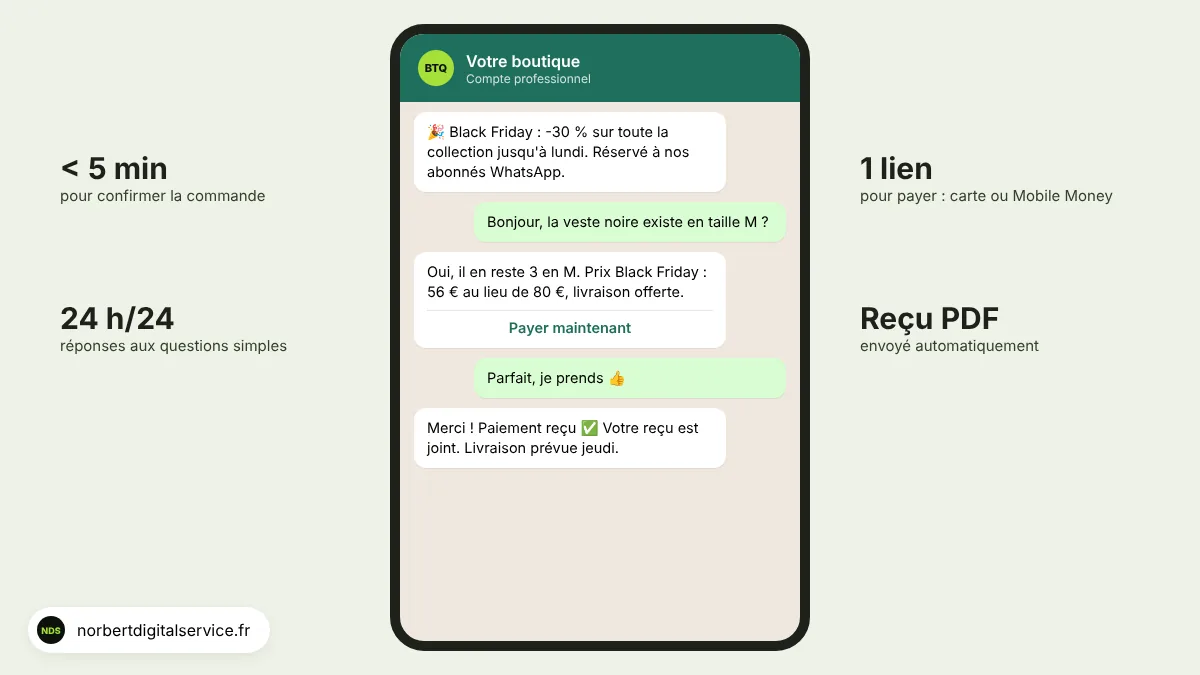 BTQ
Votre boutique
Compte professionnel
🎉 Black Friday : -30 % sur toute la
collection jusqu'à lundi. Réservé à nos
abonnés WhatsApp.
Bonjour, la veste noire existe en taille M ?
Oui, il en reste 3 en M. Prix Black Friday :
56 € au lieu de 80 €, livraison offerte.
Payer maintenant
Parfait, je prends 👍
Merci ! Paiement reçu ✅ Votre reçu est
joint. Livraison prévue jeudi.
< 5 min
pour confirmer la commande
24 h/24
réponses aux questions simples
1 lien
pour payer : carte ou Mobile Money
Reçu PDF
envoyé automatiquement
NDS
norbertdigitalservice.fr